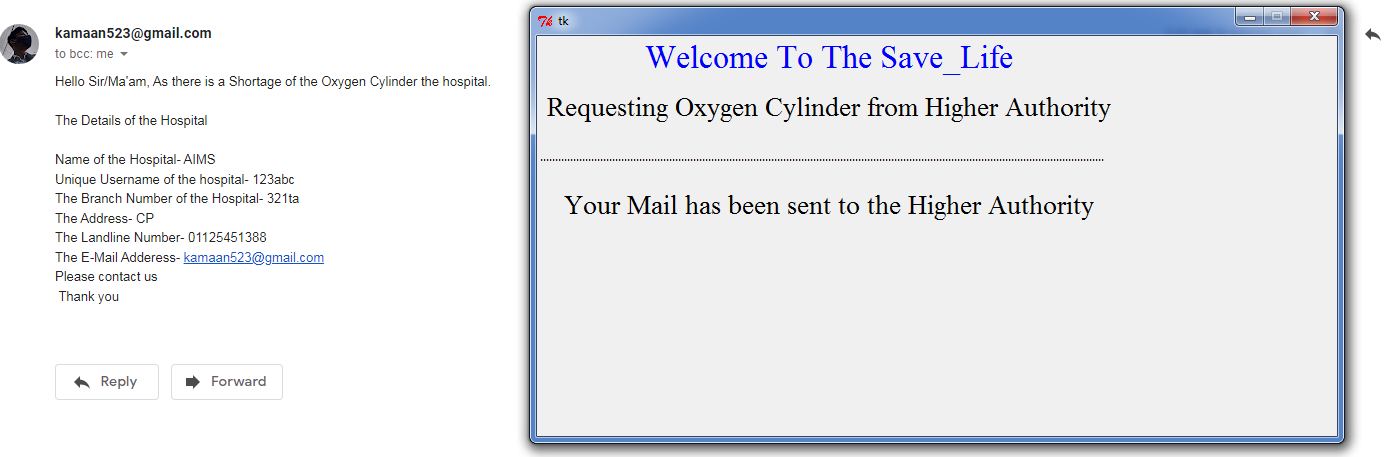 kamaan523@gmail.com
to bcc: me
Hello Sir/Ma'am, As there is a Shortage of the Oxygen Cylinder the hospital.
The Details of the Hospital
Name of the Hospital- AIMS
Unique Username of the hospital- 123abc
The Branch Number of the Hospital- 321ta
The Address- CP
The Landline Number- 01125451388
The E-Mail Adderess- kamaan523@gmail.com
Please contact us
Thank you
Reply
Forward
tk
Welcome To The Save_Life
Requesting Oxygen Cylinder from Higher Authority
Your Mail has been sent to the Higher Authority